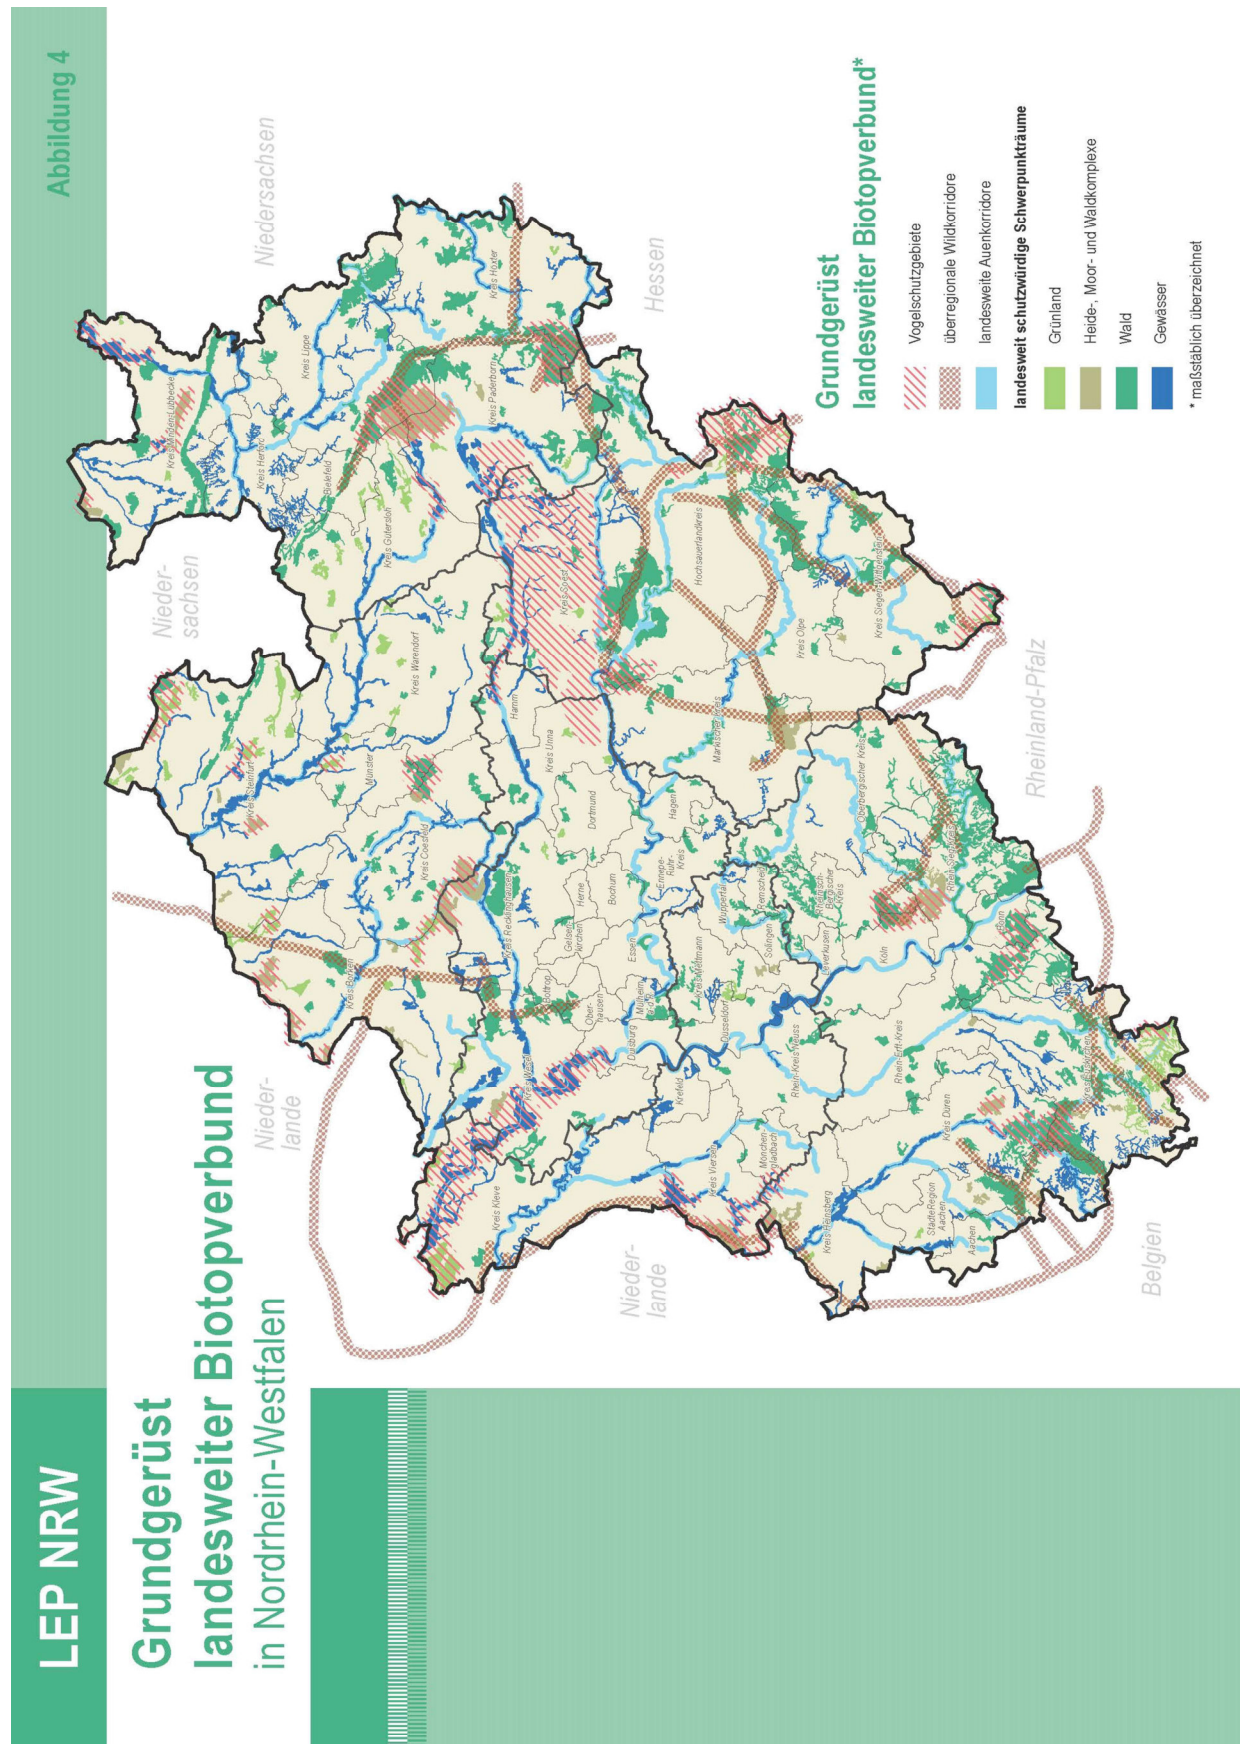 LEP NRW
Abbildung 4
Grundgerüst
landesweiter Biotopverbund
in Nordrhein-Westfalen
Nieder-
sachsen
Niedersachsen
Nieder-
lande
Hessen
Nieder-
lande
Rheinland-Pfalz
Belgien
Kreis Minden-Lübbecke
Kreis Herford
Kreis Lippe
Bielefeld
Kreis Gütersloh
Kreis Höxter
Kreis Paderborn
Kreis Steinfurt
Münster
Kreis Warendorf
Kreis Coesfeld
Kreis Borken
Kreis Recklinghausen
Hamm
Kreis Unna
Kreis Soest
Dortmund
Herne
Bochum
Gelsen-
kirchen
Bottrop
Ober-
hausen
Essen
Mülheim
a.d.R.
Duisburg
Kreis Wesel
Kreis Kleve
Krefeld
Kreis Viersen
Mönchen-
gladbach
Rhein-Kreis Neuss
Düsseldorf
Kreis Mettmann
Ennepe-
Ruhr-
Kreis
Hagen
Wuppertal
Remscheid
Solingen
Märkischer Kreis
Hochsauerlandkreis
Kreis Olpe
Kreis Siegen-Wittgenstein
Oberbergischer Kreis
Rheinisch-
Bergischer
Kreis
Leverkusen
Köln
Rhein-Sieg-Kreis
Bonn
Rhein-Erft-Kreis
Kreis Düren
Kreis Heinsberg
StädteRegion
Aachen
Aachen
Kreis Euskirchen
Grundgerüst
landesweiter Biotopverbund*
Vogelschutzgebiete
überregionale Wildkorridore
landesweite Auenkorridore
landesweit schutzwürdige Schwerpunkträume
Grünland
Heide-, Moor- und Waldkomplexe
Wald
Gewässer
* maßstäblich überzeichnet